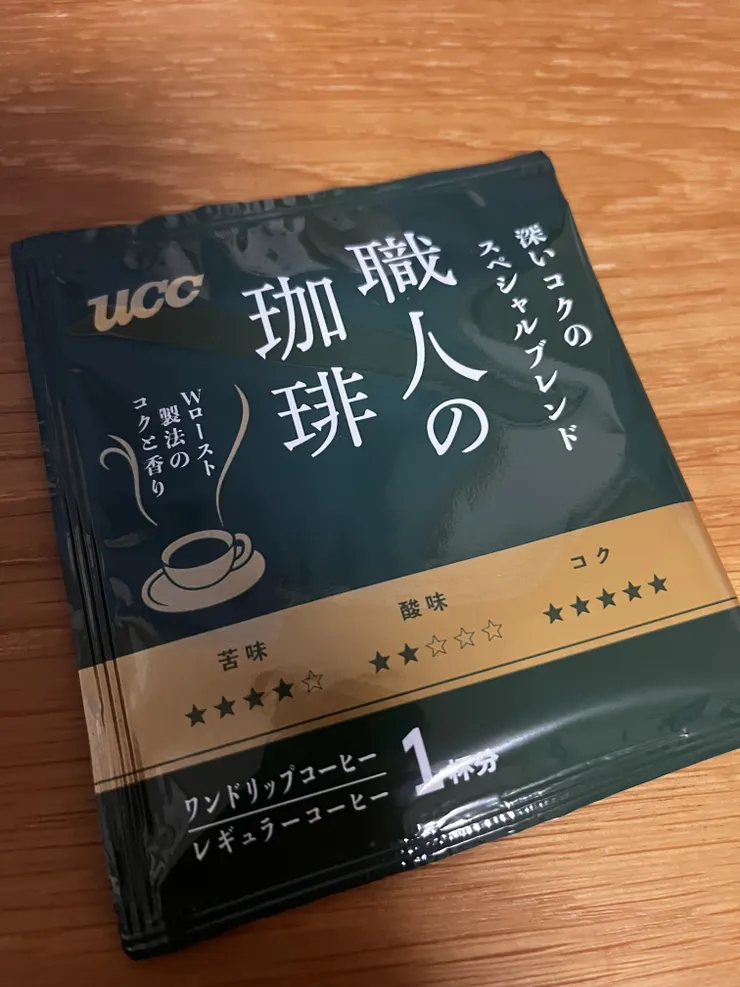 ucc
職人の
珈琲
深いコクの
スペシャルブレンド
Wロースト
製法の
コクと香り
苦味
★★★★☆
酸味
★★☆☆☆
コク
★★★★★
ワンドリップコーヒー
レギュラーコーヒー
1杯分